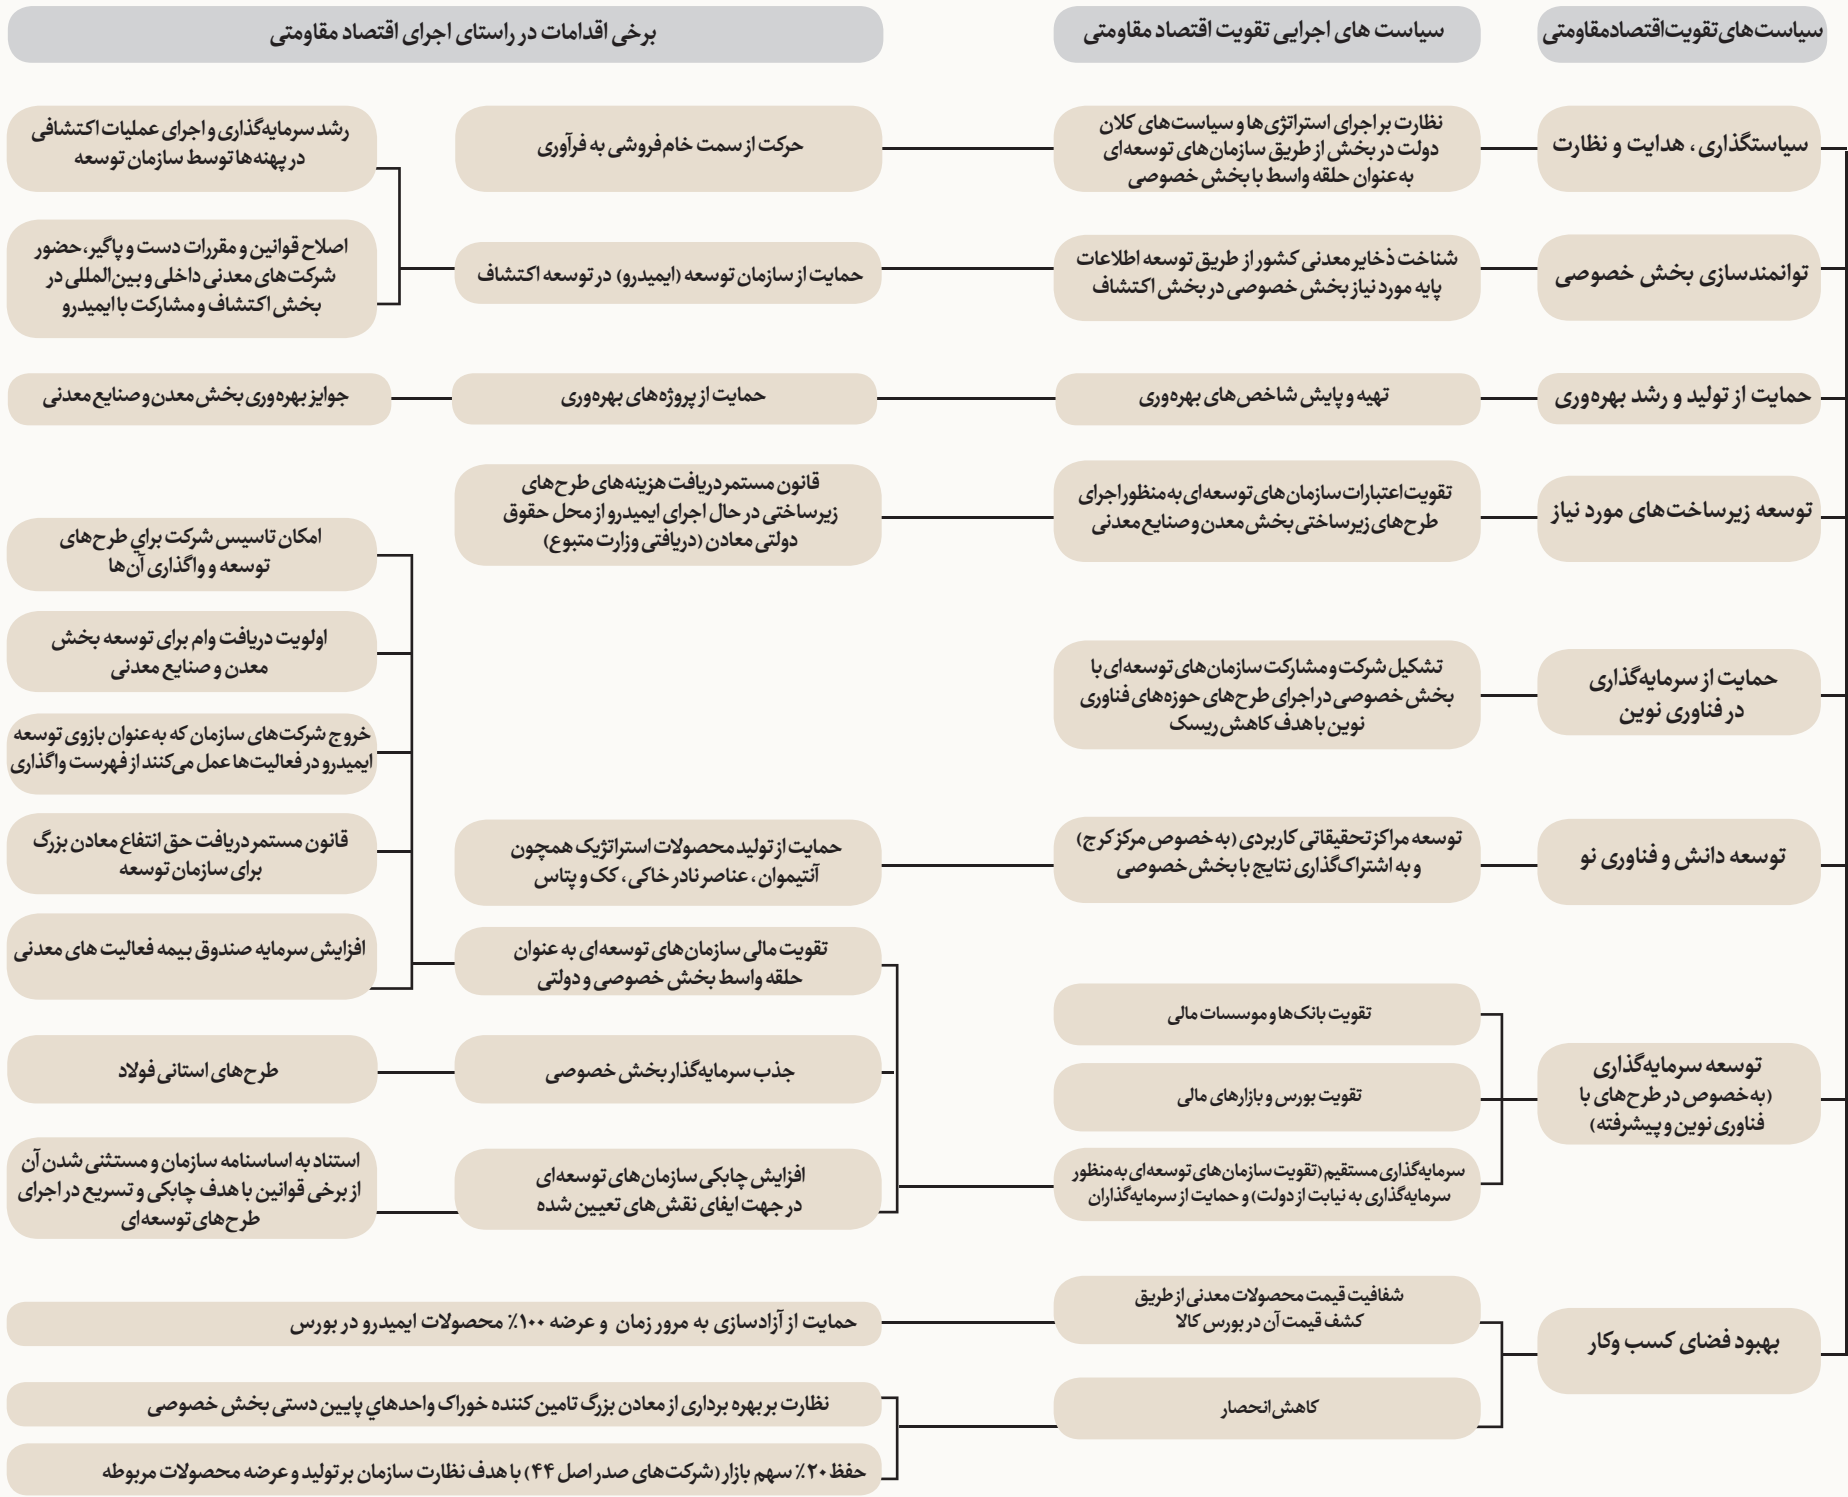 سیاست‌های تقویت اقتصاد مقاومتی
سیاست های اجرایی تقویت اقتصاد مقاومتی
برخی اقدامات در راستای اجرای اقتصاد مقاومتی
سیاستگذاری، هدایت و نظارت
نظارت بر اجرای استراتژی‌ها و سیاست‌های کلان
دولت در بخش از طریق سازمان‌های توسعه‌ای
به‌عنوان حلقه واسط با بخش خصوصی
حرکت از سمت خام‌فروشی به فرآوری
رشد سرمایه‌گذاری و اجرای عملیات اکتشافی
در پهنه‌ها توسط سازمان توسعه
توانمندسازی بخش خصوصی
شناخت ذخایر معدنی کشور از طریق توسعه اطلاعات
پایه مورد نیاز بخش خصوصی در بخش اکتشاف
حمایت از سازمان توسعه (ایمیدرو) در توسعه اکتشاف
اصلاح قوانین و مقررات دست و پاگیر، حضور
شرکت‌های معدنی داخلی و بین‌المللی در
بخش اکتشاف و مشارکت با ایمیدرو
حمایت از تولید و رشد بهره‌وری
تهیه و پایش شاخص‌های بهره‌وری
حمایت از پروژه‌های بهره‌وری
جوایز بهره‌وری بخش معدن و صنایع معدنی
توسعه زیرساخت‌های مورد نیاز
تقویت اعتبارات سازمان‌های توسعه‌ای به‌منظور اجرای
طرح‌های زیرساختی بخش معدن و صنایع معدنی
قانون مستمر دریافت هزینه‌های طرح‌های
زیرساختی در حال اجرای ایمیدرو از محل حقوق
دولتی معادن (دریافتی وزارت متبوع)
حمایت از سرمایه‌گذاری
در فناوری نوین
تشکیل شرکت و مشارکت سازمان‌های توسعه‌ای با
بخش خصوصی در اجرای طرح‌های حوزه‌های فناوری
نوین با هدف کاهش ریسک
توسعه دانش و فناوری نو
توسعه مراکز تحقیقاتی کاربردی (به خصوص مرکز کرج)
و به اشتراک‌گذاری نتایج با بخش خصوصی
حمایت از تولید محصولات استراتژیک همچون
آنتیموان، عناصر نادر خاکی، کک و پتاس
توسعه سرمایه‌گذاری
(به‌خصوص در طرح‌های با
فناوری نوین و پیشرفته)
تقویت بانک‌ها و موسسات مالی
تقویت بورس و بازارهای مالی
سرمایه‌گذاری مستقیم (تقویت سازمان‌های توسعه‌ای به‌منظور
سرمایه‌گذاری به نیابت از دولت) و حمایت از سرمایه‌گذاران
تقویت مالی سازمان‌های توسعه‌ای به عنوان
حلقه واسط بخش خصوصی و دولتی
امکان تاسیس شرکت براي طرح‌های
توسعه و واگذاری آن‌ها
اولویت دریافت وام برای توسعه بخش
معدن و صنایع معدنی
خروج شرکت‌های سازمان که به‌عنوان بازوی توسعه
ایمیدرو در فعالیت‌ها عمل می‌کنند از فهرست واگذاری
قانون مستمر دریافت حق انتفاع معادن بزرگ
برای سازمان توسعه
افزایش سرمایه صندوق بیمه فعالیت های معدنی
جذب سرمایه‌گذار بخش خصوصی
طرح‌های استانی فولاد
افزایش چابکی سازمان‌های توسعه‌ای
در جهت ایفای نقش‌های تعیین شده
استناد به اساسنامه سازمان و مستثنی شدن آن
از برخی قوانین با هدف چابکی و تسریع در اجرای
طرح‌های توسعه‌ای
بهبود فضای کسب وکار
شفافیت قیمت محصولات معدنی از طریق
کشف قیمت آن در بورس کالا
حمایت از آزادسازی به مرور زمان و عرضه ۱۰۰٪ محصولات ایمیدرو در بورس
کاهش انحصار
نظارت بر بهره برداری از معادن بزرگ تامین کننده خوراک واحدهاي پایین دستی بخش خصوصی
حفظ ۲۰٪ سهم بازار (شرکت‌های صدر اصل ۴۴) با هدف نظارت سازمان بر تولید و عرضه محصولات مربوطه